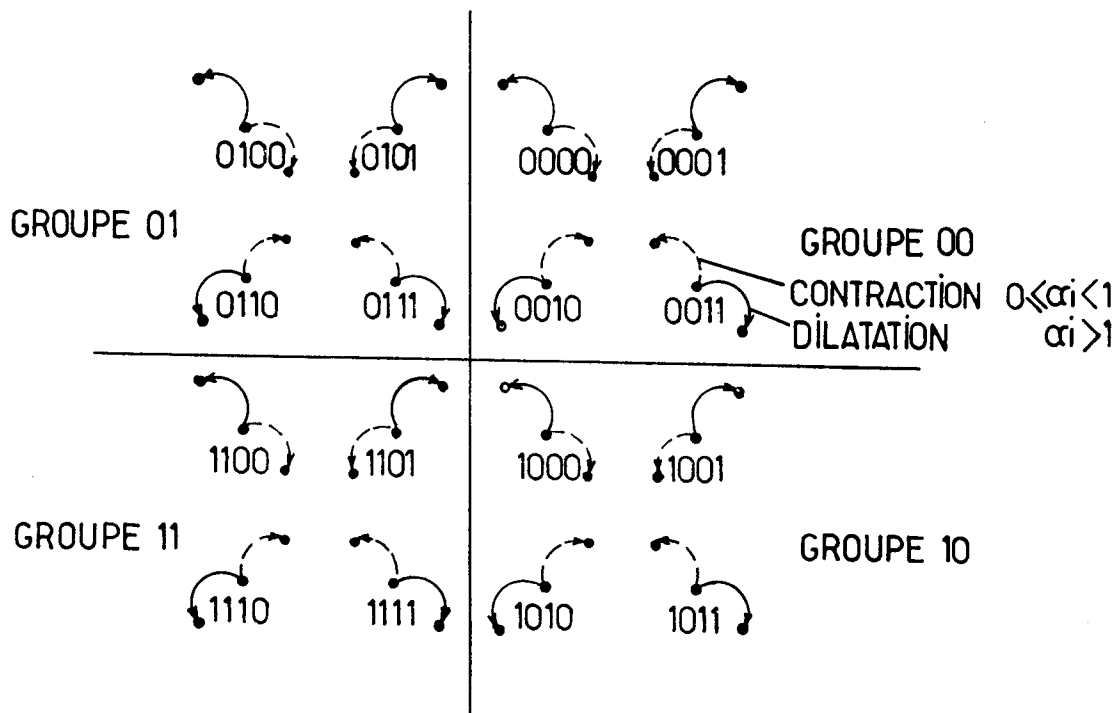 0100 0101 0000 0001
GROUPE 01
GROUPE 00
CONTRACTION 0⩽αi<1
0110 0111 0010 0011 DILATATION αi>1
1100 1101 1000 1001
GROUPE 11 GROUPE 10
1110 1111 1010 1011